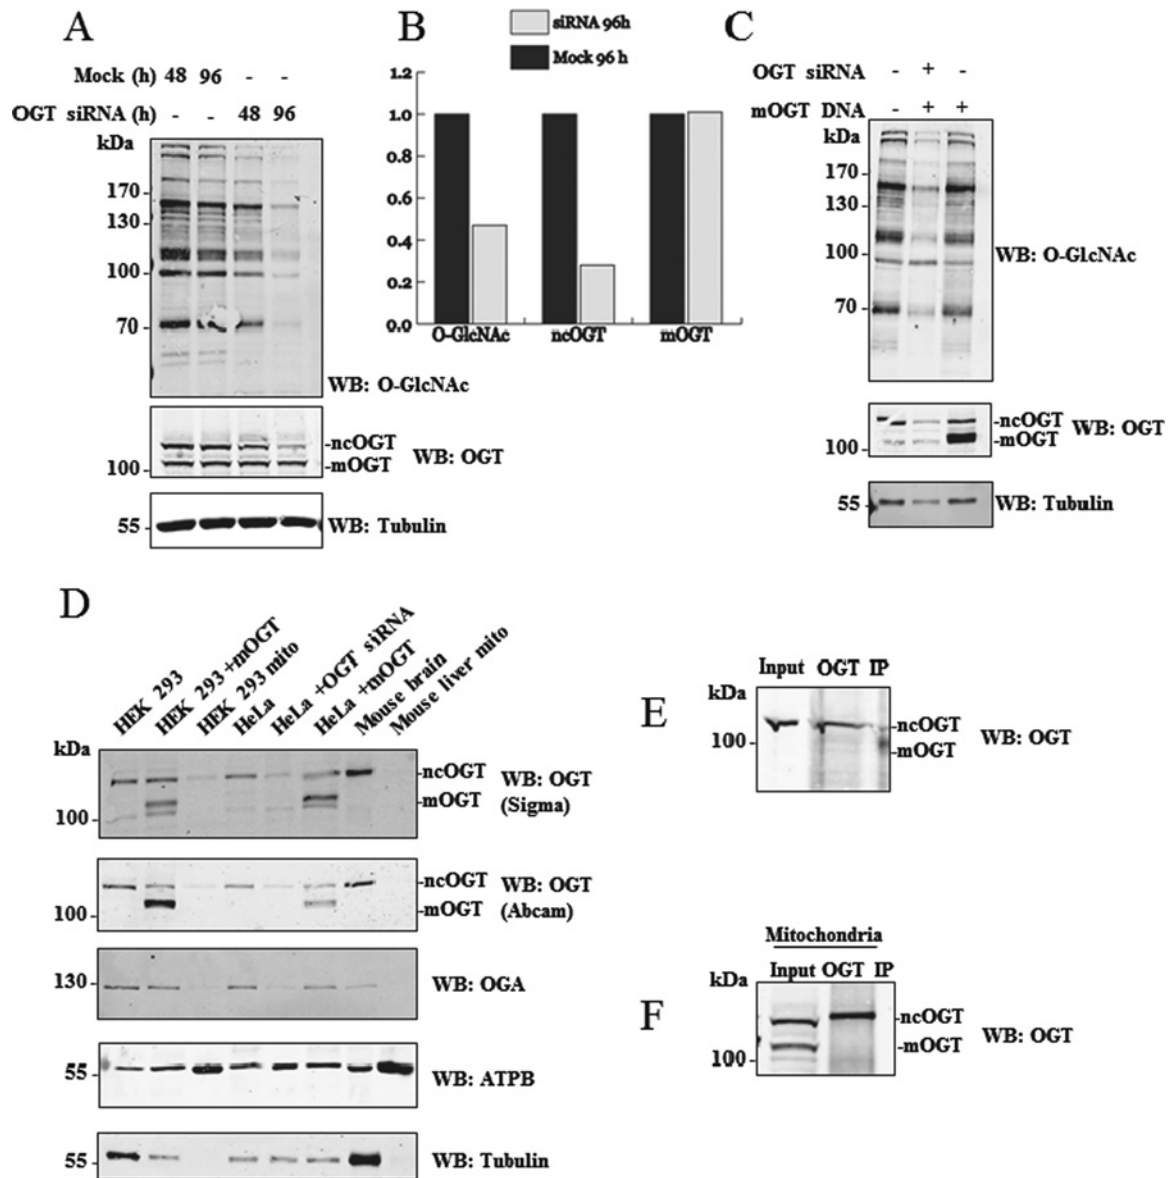 A
Mock (h) 48 96 - -
OGT siRNA (h) - - 48 96
kDa
170
130
100
70
WB: O-GlcNAc
-ncOGT
-mOGT
WB: OGT
100
55
WB: Tubulin
B
siRNA 96h
Mock 96 h
1.2
1.0
0.8
0.6
0.4
0.2
0.0
O-GlcNAc ncOGT mOGT
C
OGT siRNA - + -
mOGT DNA - + +
kDa
170
130
100
70
WB: O-GlcNAc
-ncOGT
-mOGT
WB: OGT
100
55
WB: Tubulin
D
HEK 293
HEK 293 +mOGT
HEK 293 mito
HeLa
HeLa +OGT siRNA
HeLa +mOGT
Mouse brain
Mouse liver mito
kDa
100
-ncOGT
-mOGT
WB: OGT
(Sigma)
100
-ncOGT
-mOGT
WB: OGT
(Abcam)
130
WB: OGA
55
WB: ATPB
55
WB: Tubulin
E
Input OGT IP
kDa
100
-ncOGT
-mOGT
WB: OGT
F
Mitochondria
Input OGT IP
kDa
100
-ncOGT
-mOGT
WB: OGT